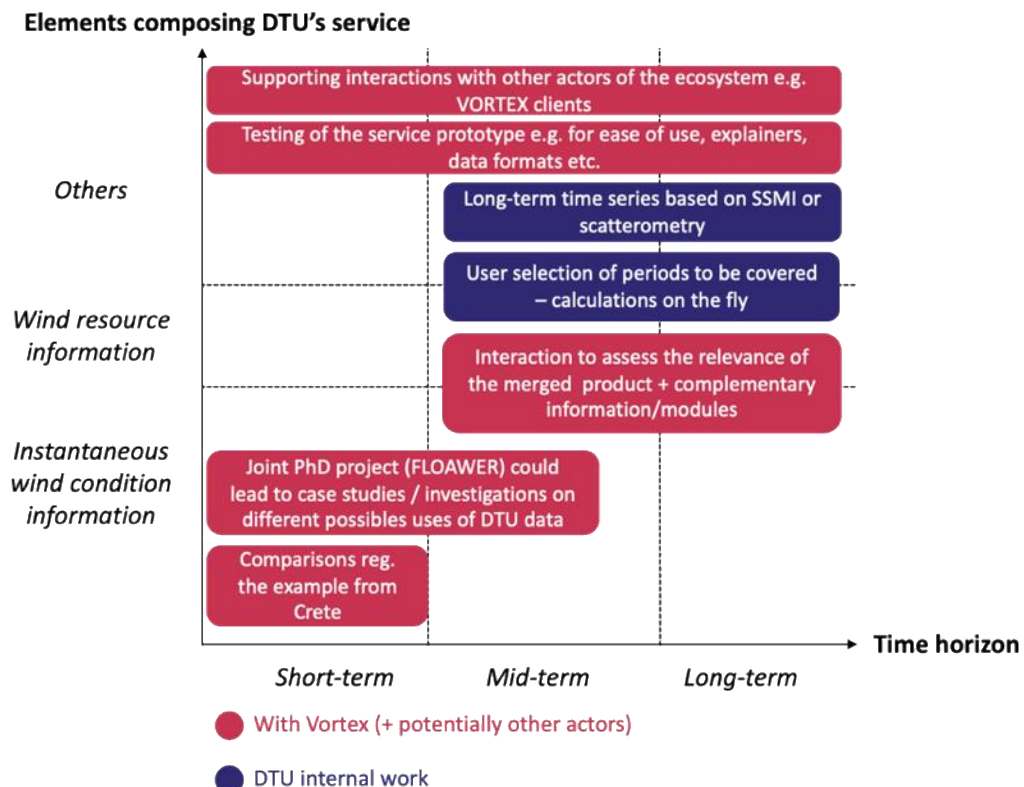 Elements composing DTU's service
Supporting interactions with other actors of the ecosystem e.g.
VORTEX clients
Testing of the service prototype e.g. for ease of use, explainers,
data formats etc.
Others
Long-term time series based on SSMI or
scatterometry
User selection of periods to be covered
– calculations on the fly
Wind resource
information
Interaction to assess the relevance of
the merged product + complementary
information/modules
Instantaneous
wind condition
information
Joint PhD project (FLOAWER) could
lead to case studies / investigations on
different possibles uses of DTU data
Comparisons reg.
the example from
Crete
Time horizon
Short-term
Mid-term
Long-term
With Vortex (+ potentially other actors)
DTU internal work